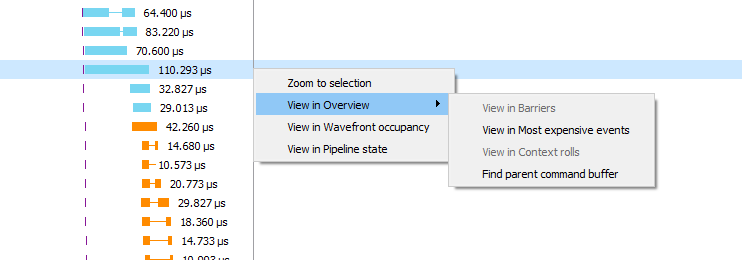 64.400 µs
83.220 µs
70.600 µs
110.293 µs
32.827 µs
29.013 µs
42.260 µs
14.680 µs
10.573 µs
20.773 µs
29.827 µs
18.360 µs
14.733 µs
Zoom to selection
View in Overview
View in Wavefront occupancy
View in Pipeline state
View in Barriers
View in Most expensive events
View in Context rolls
Find parent command buffer